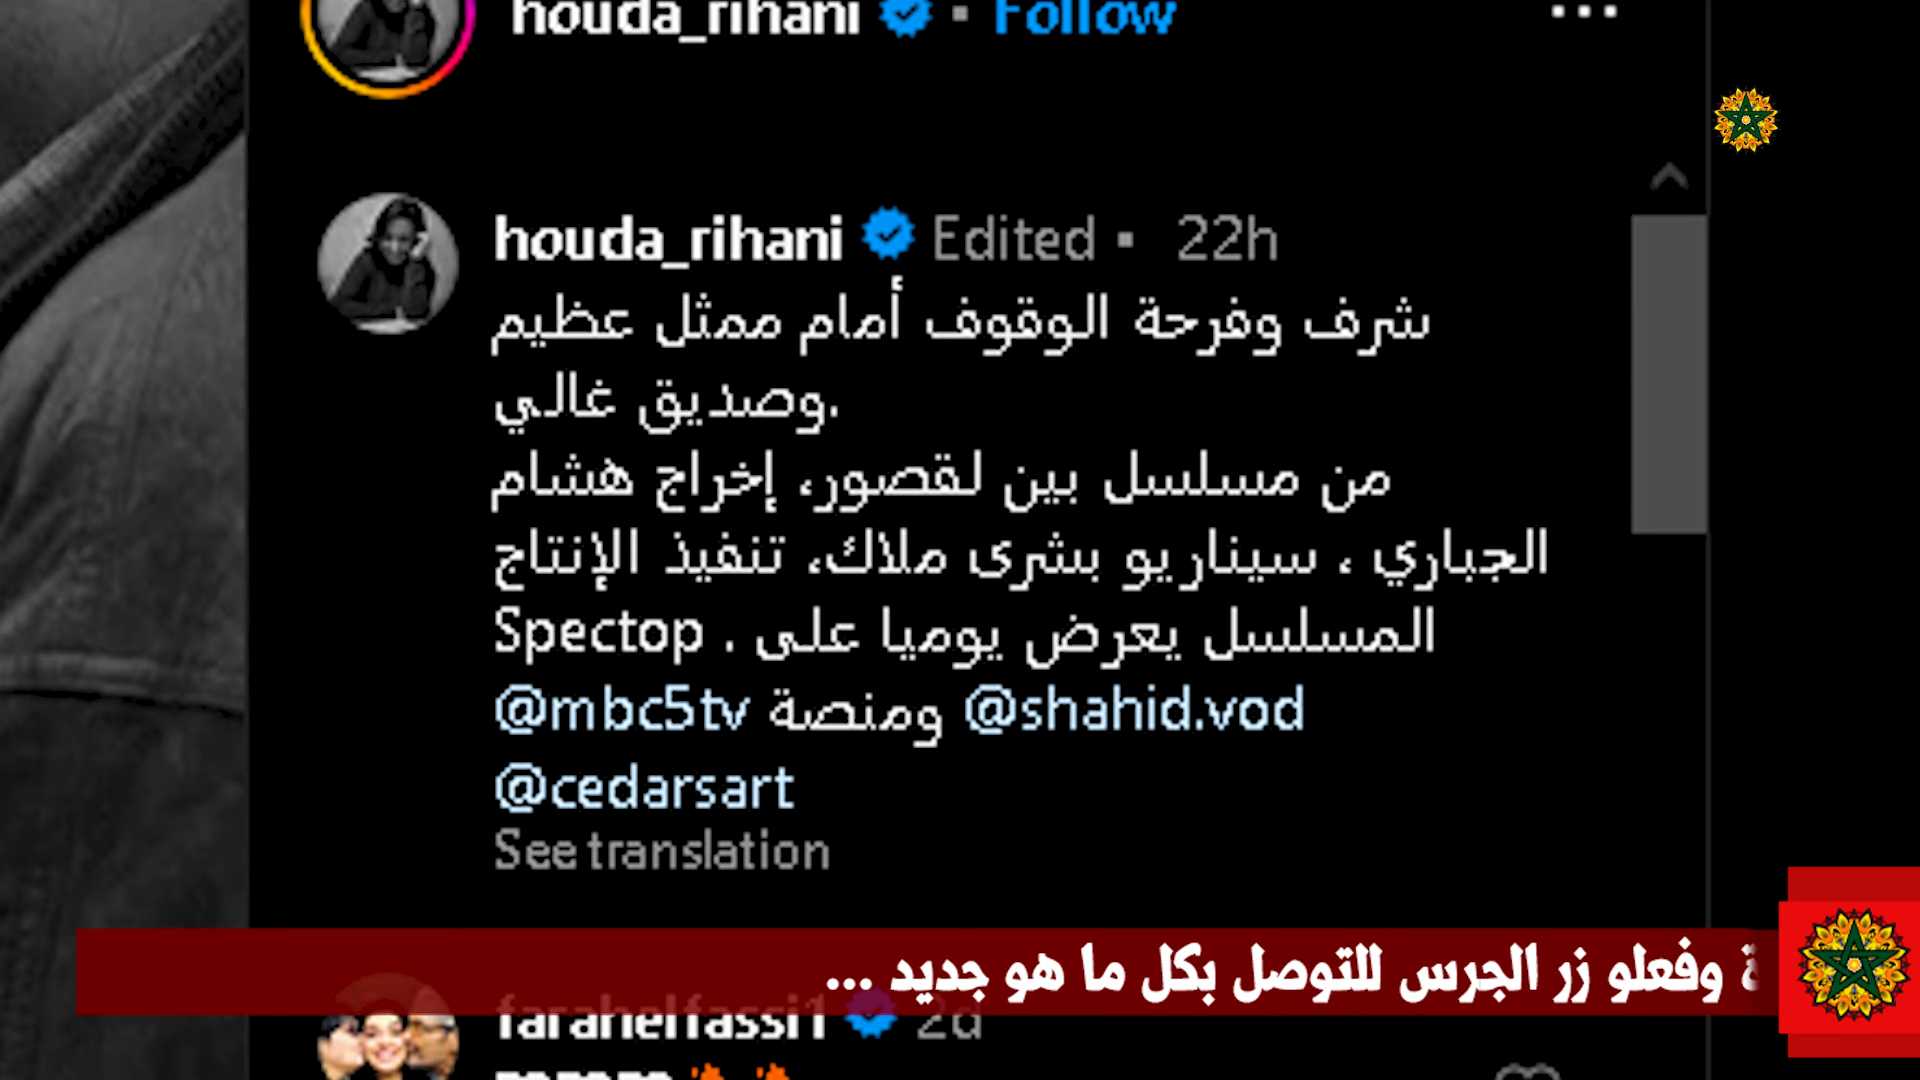 houda_rihani Follow
houda_rihani Edited 22h
شرف وفرحة الوقوف أمام ممثل عظيم
وصديق غالي.
من مسلسل بين لقصور، إخراج هشام
الجباري ، سيناريو بشرى ملاك، تنفيذ الإنتاج
Spectop . المسلسل يعرض يوميا على
@mbc5tv ومنصة @shahid.vod
@cedarsart
See translation
وفعلو زر الجرس للتوصل بكل ما هو جديد ...
farahelfassi1 2d